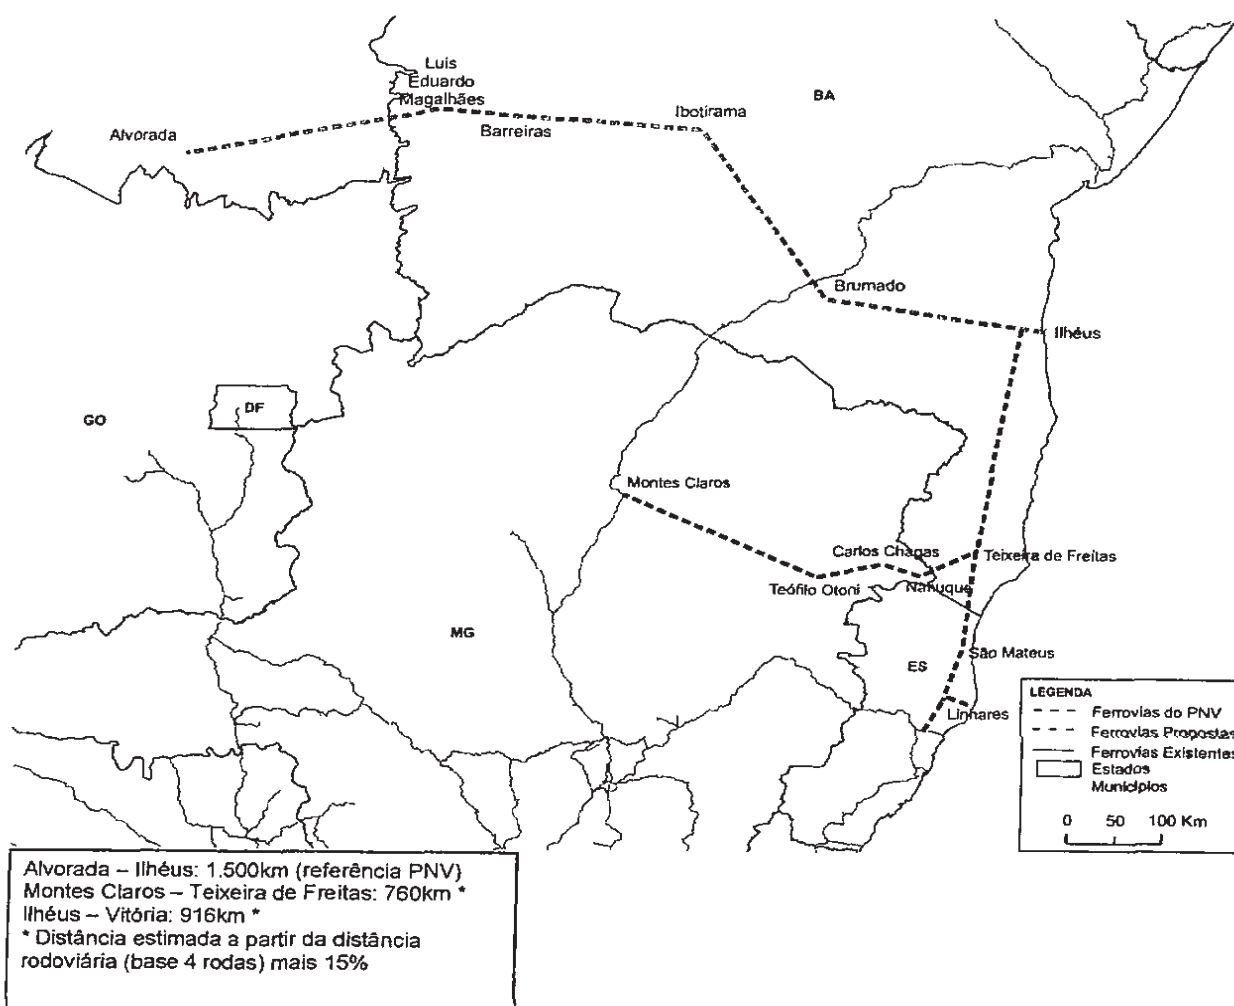 Luis
Eduardo
Magalhães
BA
Ibotirama
Alvorada
Barreiras
Brumado
Ilhéus
GO
DF
Montes Claros
Carlos Chagas
Teixeira de Freitas
Teófilo Otoni
Nanuque
MG
São Mateus
ES
Linhares
LEGENDA
Ferrovias do PNV
Ferrovias Propostas
Ferrovias Existentes
Estados
Municípios
0 50 100 Km
Alvorada – Ilhéus: 1.500km (referência PNV)
Montes Claros – Teixeira de Freitas: 760km *
Ilhéus – Vitória: 916km *
* Distância estimada a partir da distância
rodoviária (base 4 rodas) mais 15%